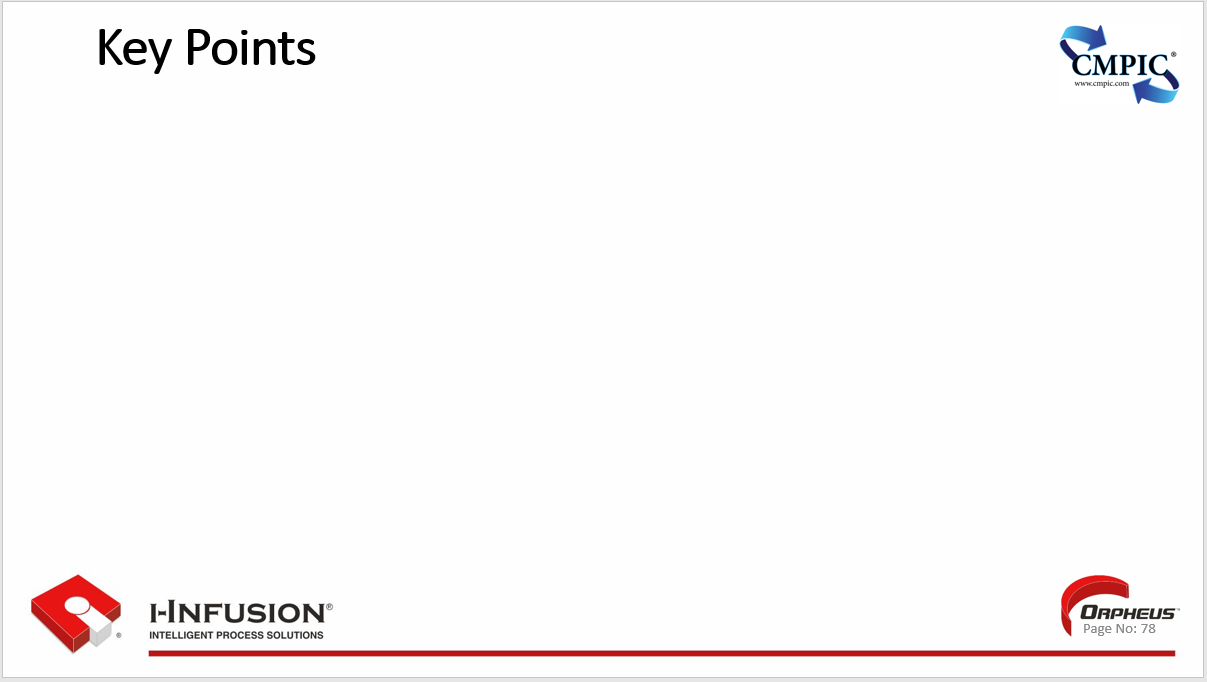 Key Points
CMPIC®
www.cmpic.com
I-INFUSION®
INTELLIGENT PROCESS SOLUTIONS
®
ORPHEUS™
Page No: 78